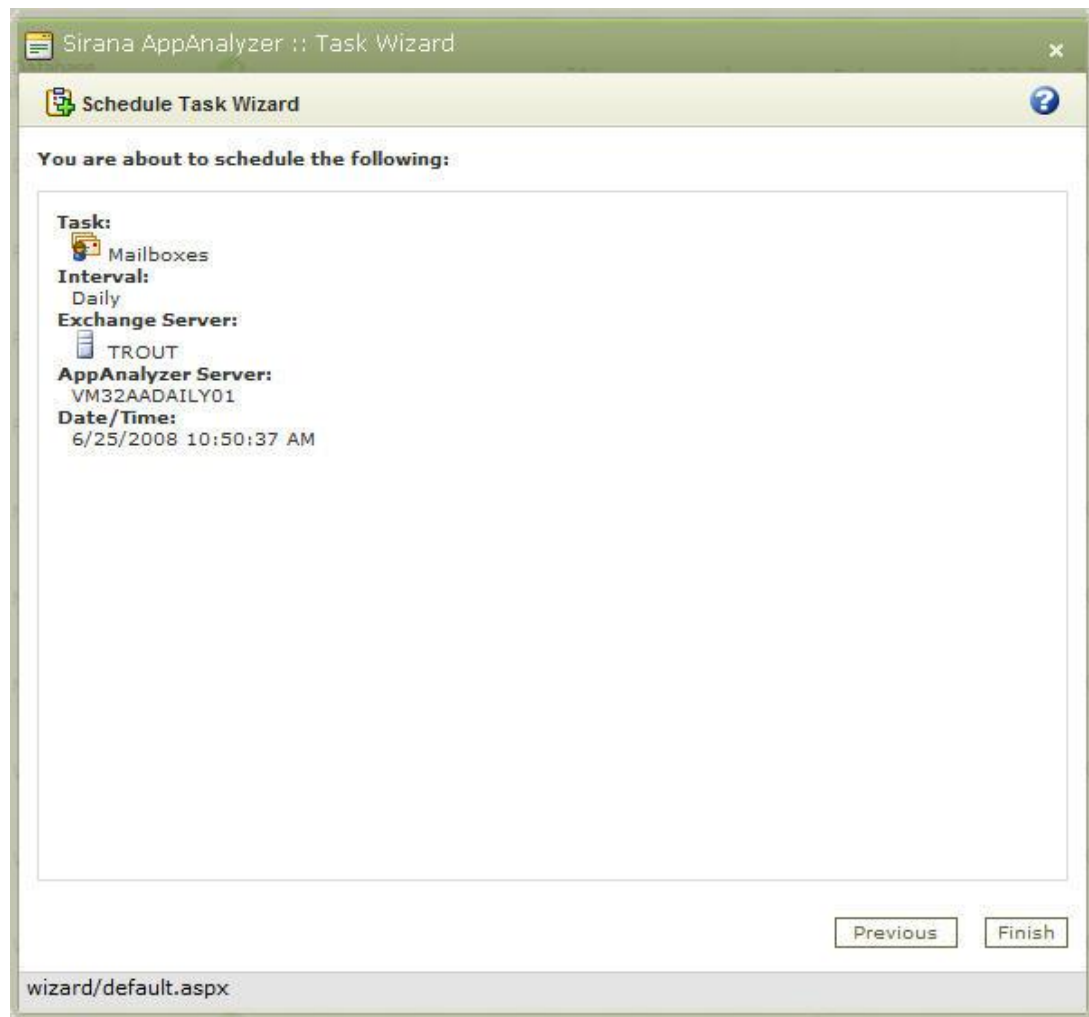 Sirana AppAnalyzer :: Task Wizard
Schedule Task Wizard
You are about to schedule the following:
Task:
Mailboxes
Interval:
Daily
Exchange Server:
TROUT
AppAnalyzer Server:
VM32AADAILY01
Date/Time:
6/25/2008 10:50:37 AM
Previous Finish
wizard/default.aspx